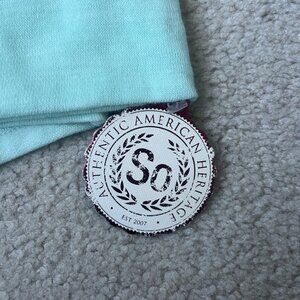 AUTHENTIC AMERICAN HERITAGE
So
• EST 2007 •